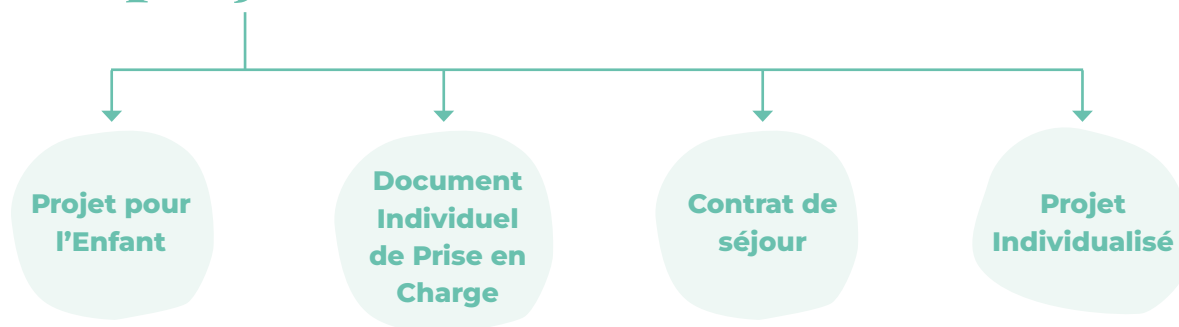 Projet pour
l’Enfant
Document
Individuel
de Prise en
Charge
Contrat de
séjour
Projet
Individualisé